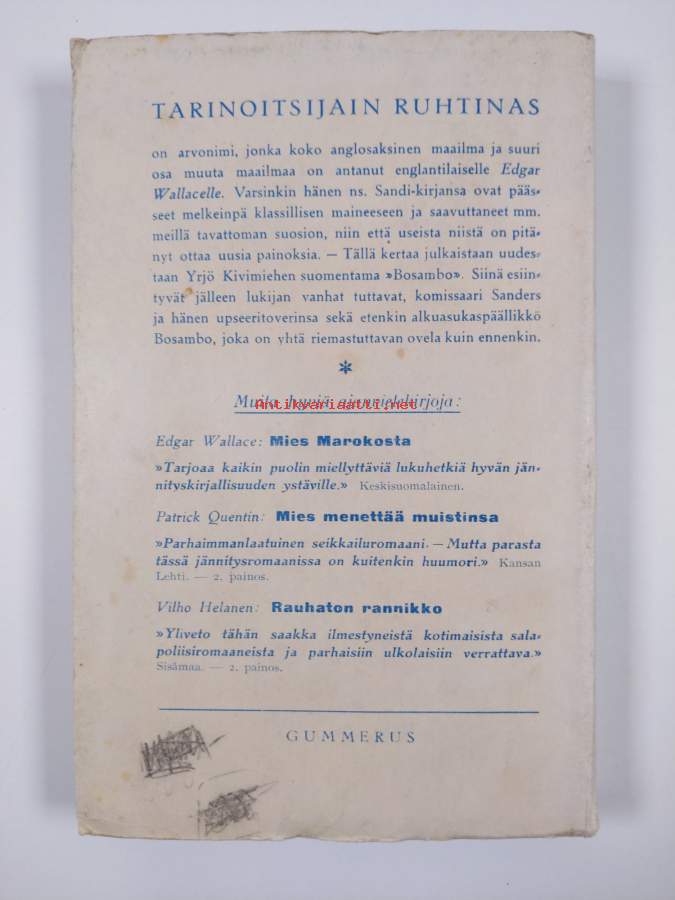 TARINOITSIJAIN RUHTINAS
on arvonimi, jonka koko anglosaksinen maailma ja suuri
osa muuta maailmaa on antanut englantilaiselle Edgar
Wallacelle. Varsinkin hänen ns. Sandi-kirjansa ovat pääs-
seet melkeinpä klassillisen maineeseen ja saavuttaneet mm.
meillä tavattoman suosion, niin että useista niistä on pitä-
nyt ottaa uusia painoksia. — Tällä kertaa julkaistaan uudes-
taan Yrjö Kivimiehen suomentama »Bosambo». Siinä esiin-
tyvät jälleen lukijan vanhat tuttavat, komissaari Sanders
ja hänen upseeritoverinsa sekä etenkin alkuasukaspäällikkö
Bosambo, joka on yhtä riemastuttavan ovela kuin ennenkin.
*
Muita hyviä ajanvietekirjoja:
Antikvariaatti.net
Edgar Wallace: Mies Marokosta
»Tarjoaa kaikin puolin miellyttäviä lukuhetkiä hyvän jän-
nityskirjallisuuden ystäville.» Keskisuomalainen.
Patrick Quentin: Mies menettää muistinsa
»Parhaimmanlaatuinen seikkailuromaani. — Mutta parasta
tässä jännitysromaanissa on kuitenkin huumori.» Kansan
Lehti. — 2. painos.
Vilho Helanen: Rauhaton rannikko
»Yliveto tähän saakka ilmestyneistä kotimaisista sala-
poliisiromaaneista ja parhaisiin ulkolaisiin verrattava.»
Sisämaa. — 2. painos.
GUMMERUS